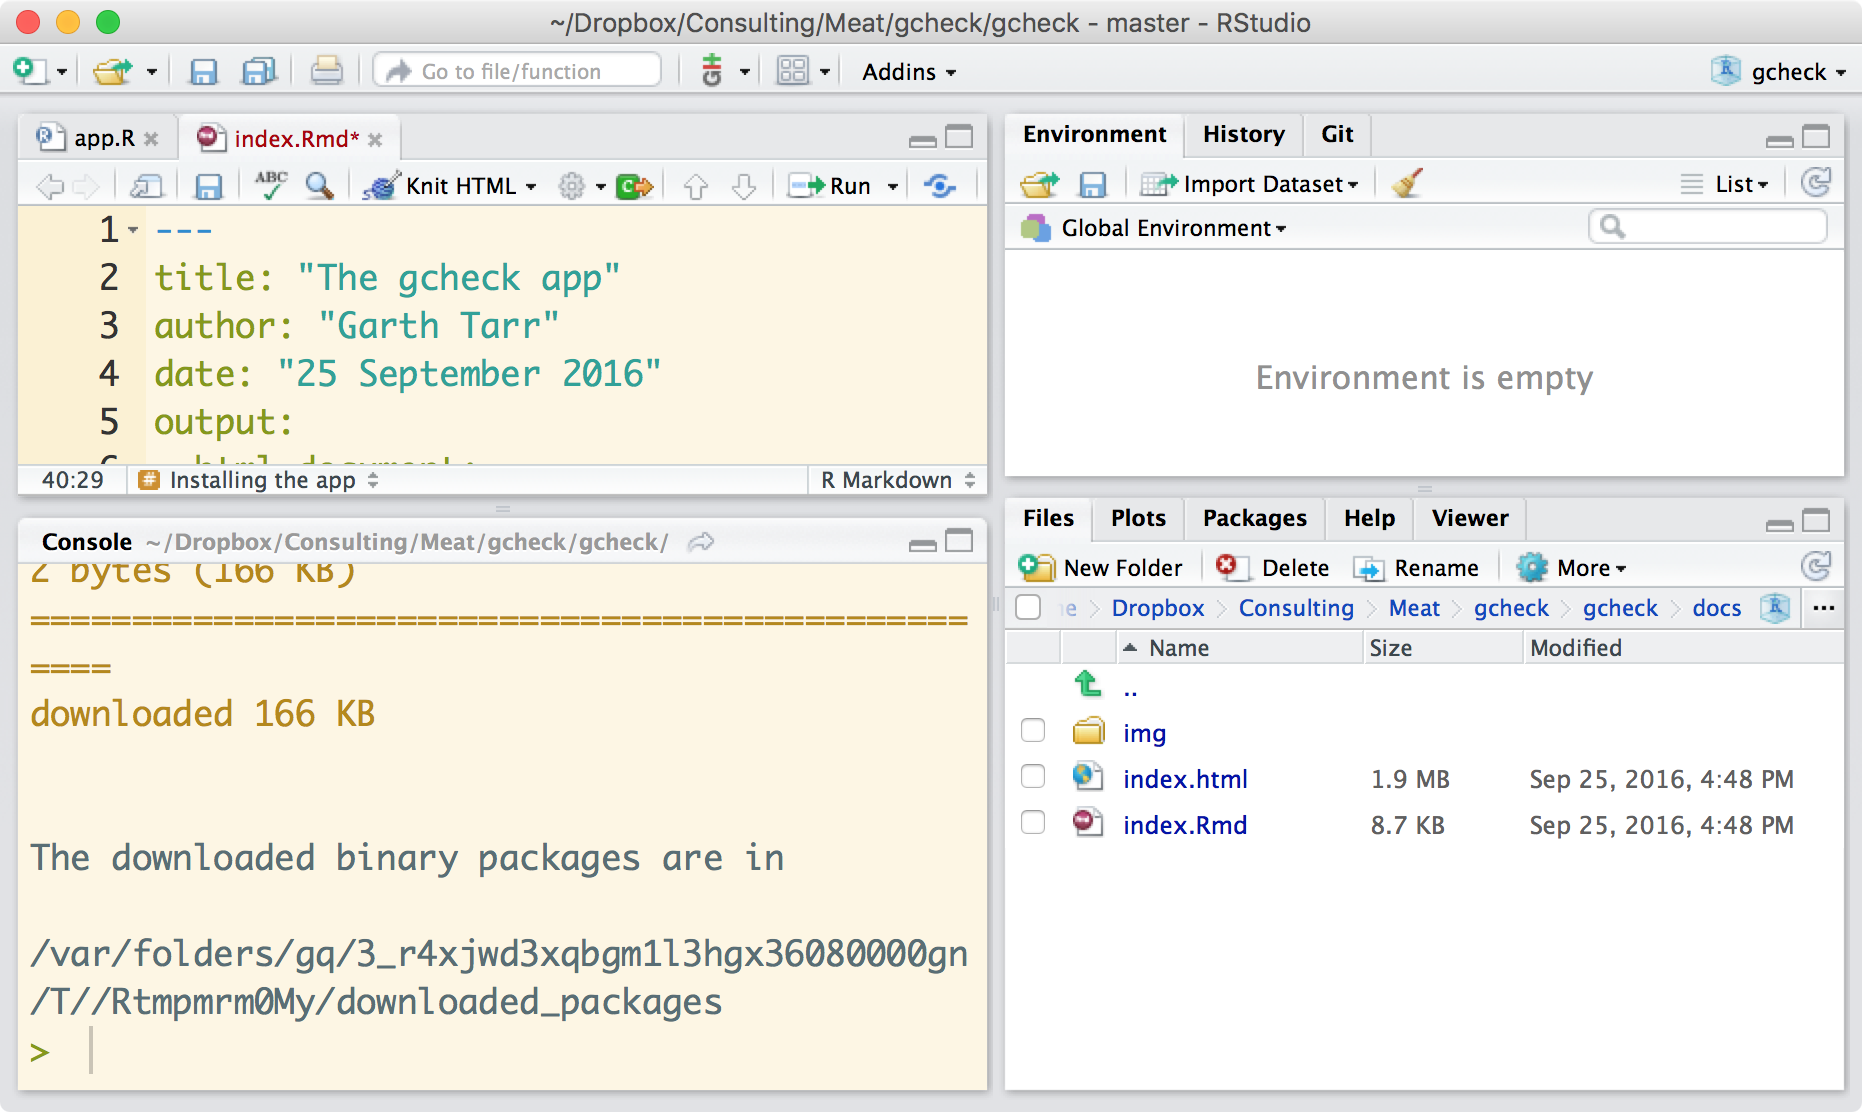 ~/Dropbox/Consulting/Meat/gcheck/gcheck - master - RStudio
Go to file/function
Addins
gcheck
app.R
index.Rmd*
ABC
Knit HTML
Run
1 ---
2 title: "The gcheck app"
3 author: "Garth Tarr"
4 date: "25 September 2016"
5 output:
6 html_document:
40:29 # Installing the app R Markdown
Console ~/Dropbox/Consulting/Meat/gcheck/gcheck/
2 bytes (166 KB)
==============================================
====
downloaded 166 KB
The downloaded binary packages are in
/var/folders/gq/3_r4xjwd3xqbgm1l3hgx36080000gn
/T//Rtmpmrm0My/downloaded_packages
>
Environment History Git
Import Dataset List
Global Environment
Environment is empty
Files Plots Packages Help Viewer
New Folder Delete Rename More
Dropbox Consulting Meat gcheck gcheck docs ...
Name Size Modified
..
img
index.html 1.9 MB Sep 25, 2016, 4:48 PM
index.Rmd 8.7 KB Sep 25, 2016, 4:48 PM